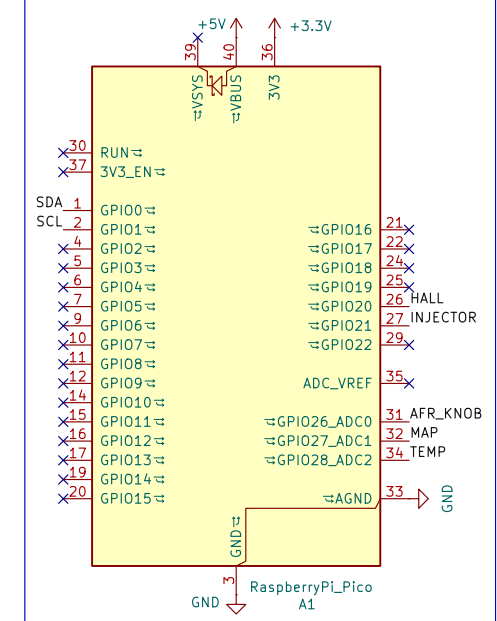 +5V
+3.3V
39
40
36
VSYS
VBUS
3V3
30 RUN
37 3V3_EN
SDA 1 GPIO0
SCL 2 GPIO1
4 GPIO2
5 GPIO3
6 GPIO4
7 GPIO5
9 GPIO6
10 GPIO7
11 GPIO8
12 GPIO9
14 GPIO10
15 GPIO11
16 GPIO12
17 GPIO13
19 GPIO14
20 GPIO15
GPIO16 21
GPIO17 22
GPIO18 24
GPIO19 25
GPIO20 26 HALL
GPIO21 27 INJECTOR
GPIO22 29
ADC_VREF 35
GPIO26_ADC0 31 AFR_KNOB
GPIO27_ADC1 32 MAP
GPIO28_ADC2 34 TEMP
AGND 33 GND
GND
3
GND
RaspberryPi_Pico
A1